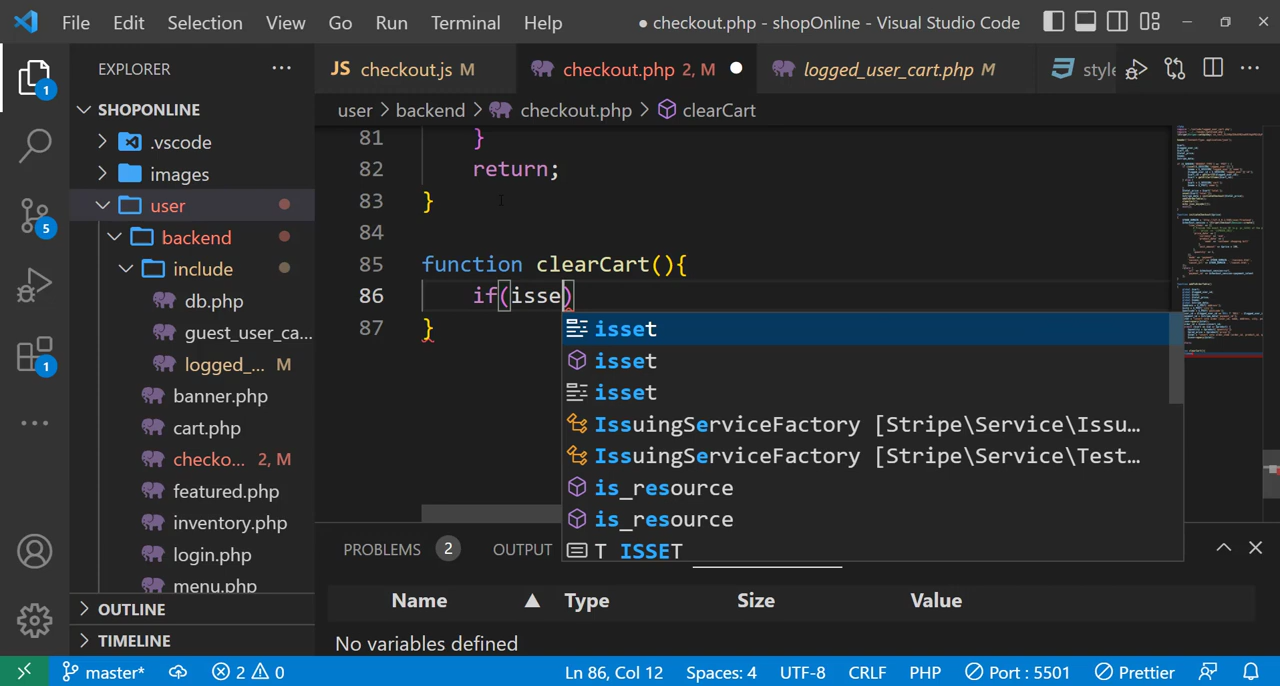 File Edit Selection View Go Run Terminal Help ● checkout.php - shopOnline - Visual Studio Code
EXPLORER ... JS checkout.js M checkout.php 2, M ● logged_user_cart.php M style ...
SHOPONLINE user > backend > checkout.php > clearCart
.vscode
images
user
backend
include
db.php
guest_user_ca...
logged_... M
banner.php
cart.php
checko... 2, M
featured.php
inventory.php
login.php
menu.php
OUTLINE
TIMELINE
1
5
1
81 }
82 return;
83 }
84
85 function clearCart(){
86 if(isse)
87 }
isset
isset
isset
IssuingServiceFactory [Stripe\Service\Issu...
IssuingServiceFactory [Stripe\Service\Test...
is_resource
is_resource
T_ISSET
PROBLEMS 2 OUTPUT
Name ▲ Type Size Value
No variables defined
master* 2 0 Ln 86, Col 12 Spaces: 4 UTF-8 CRLF PHP Port : 5501 Prettier